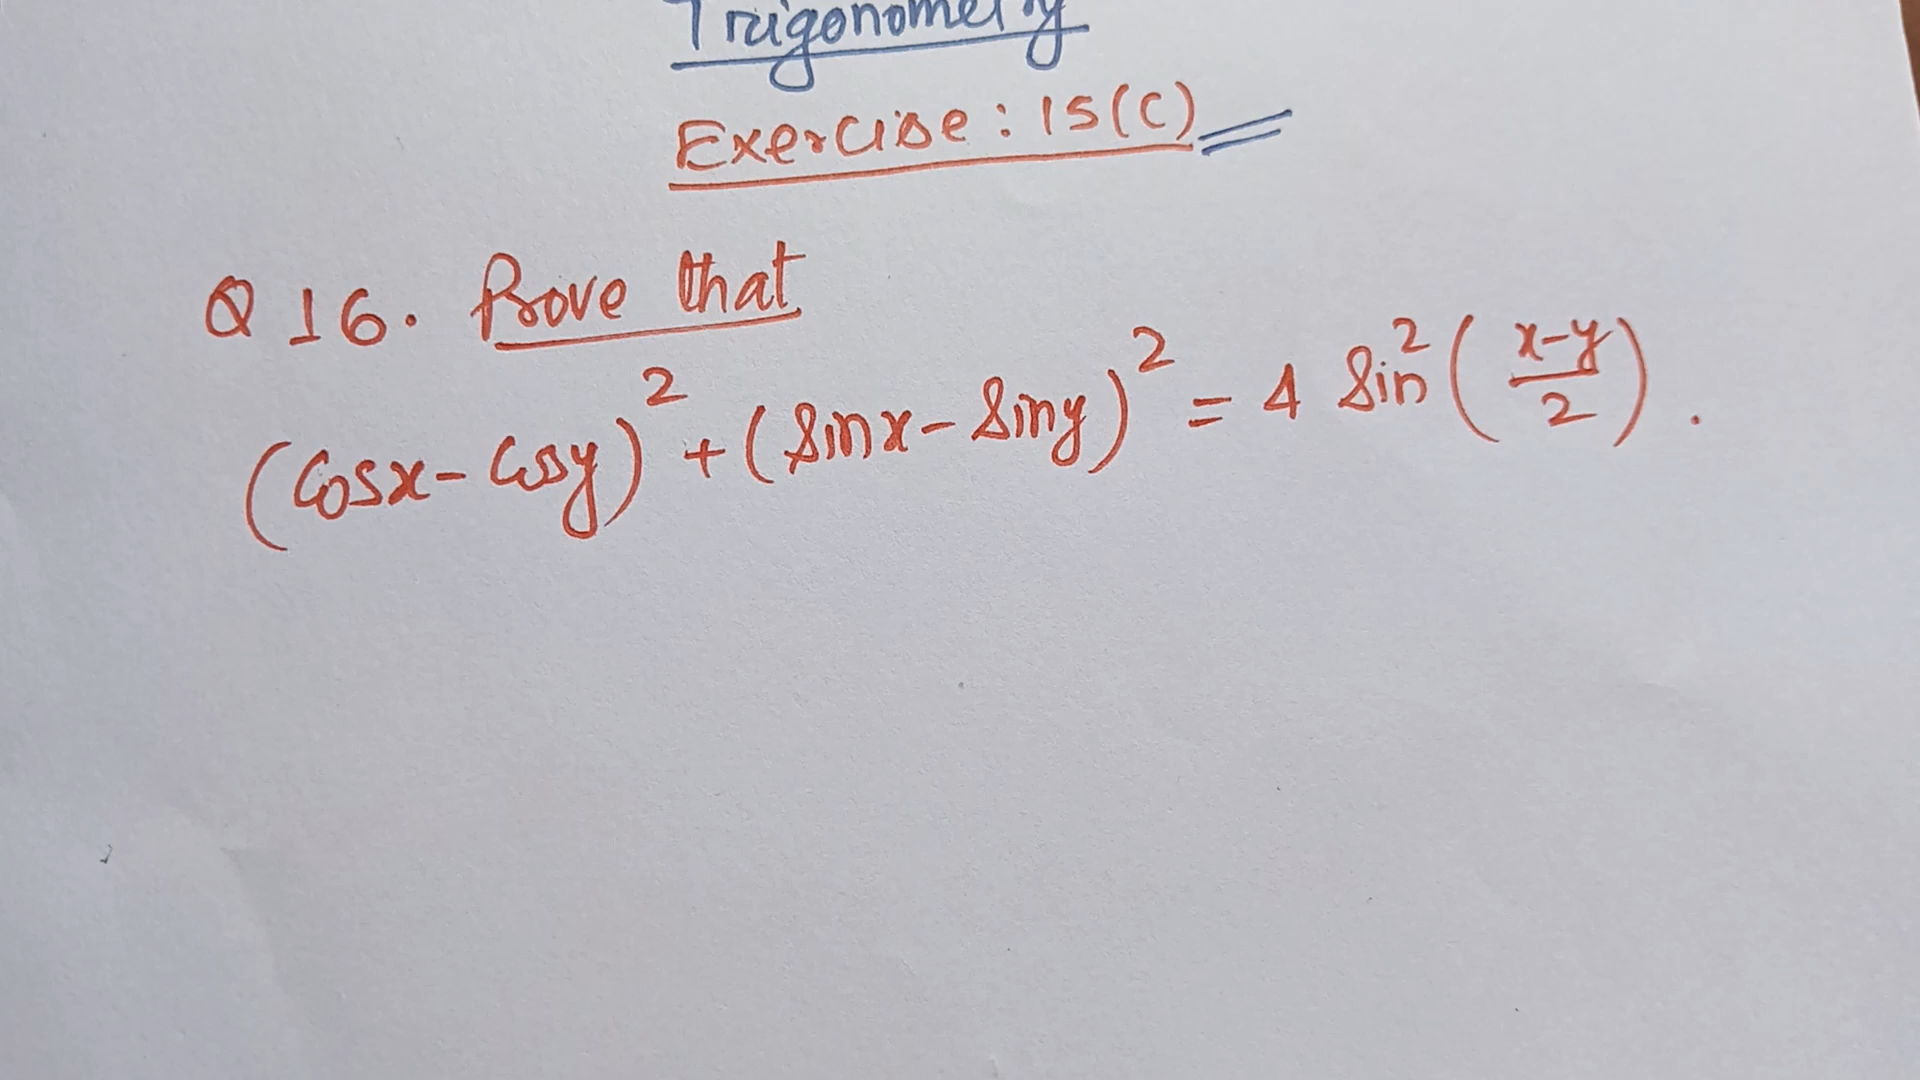 Trigonometry
Exercise: 15(C)
Q 16. Prove that
(Cosx - Cosy)² + (Sinx - Siny)² = 4 Sin² ( x-y / 2 ) .